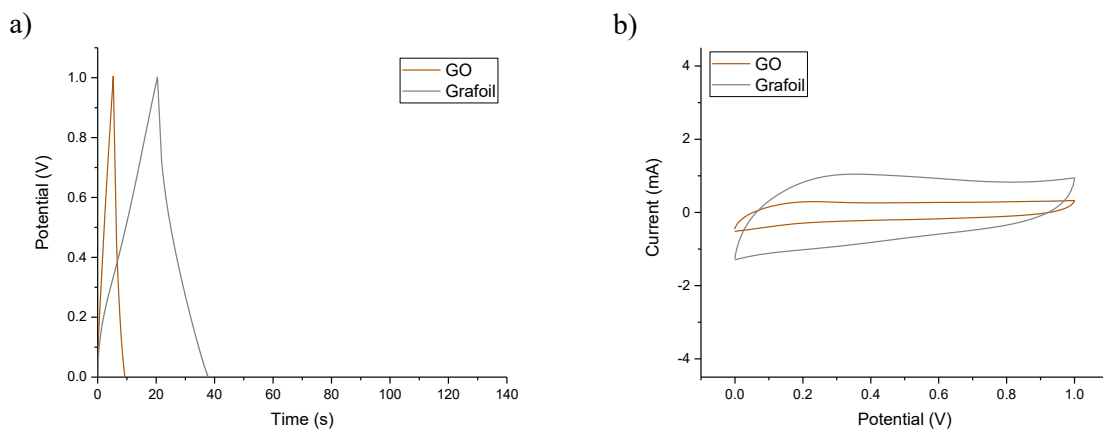 a)
GO
Grafoil
1.0
0.8
0.6
0.4
0.2
0.0
Potential (V)
0 20 40 60 80 100 120 140
Time (s)
b)
GO
Grafoil
4
2
0
-2
-4
Current (mA)
0.0 0.2 0.4 0.6 0.8 1.0
Potential (V)